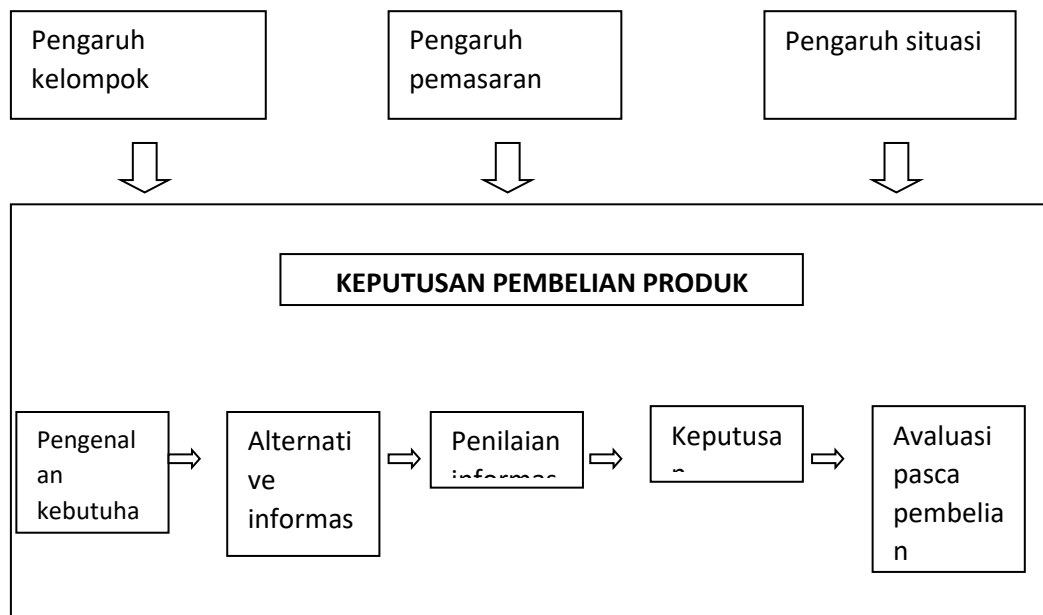 Pengaruh
kelompok
Pengaruh
pemasaran
Pengaruh situasi
KEPUTUSAN PEMBELIAN PRODUK
Pengenal
an
kebutuha
Alternati
ve
informas
Penilaian
informas
Keputusa
n
Avaluasi
pasca
pembelia
n